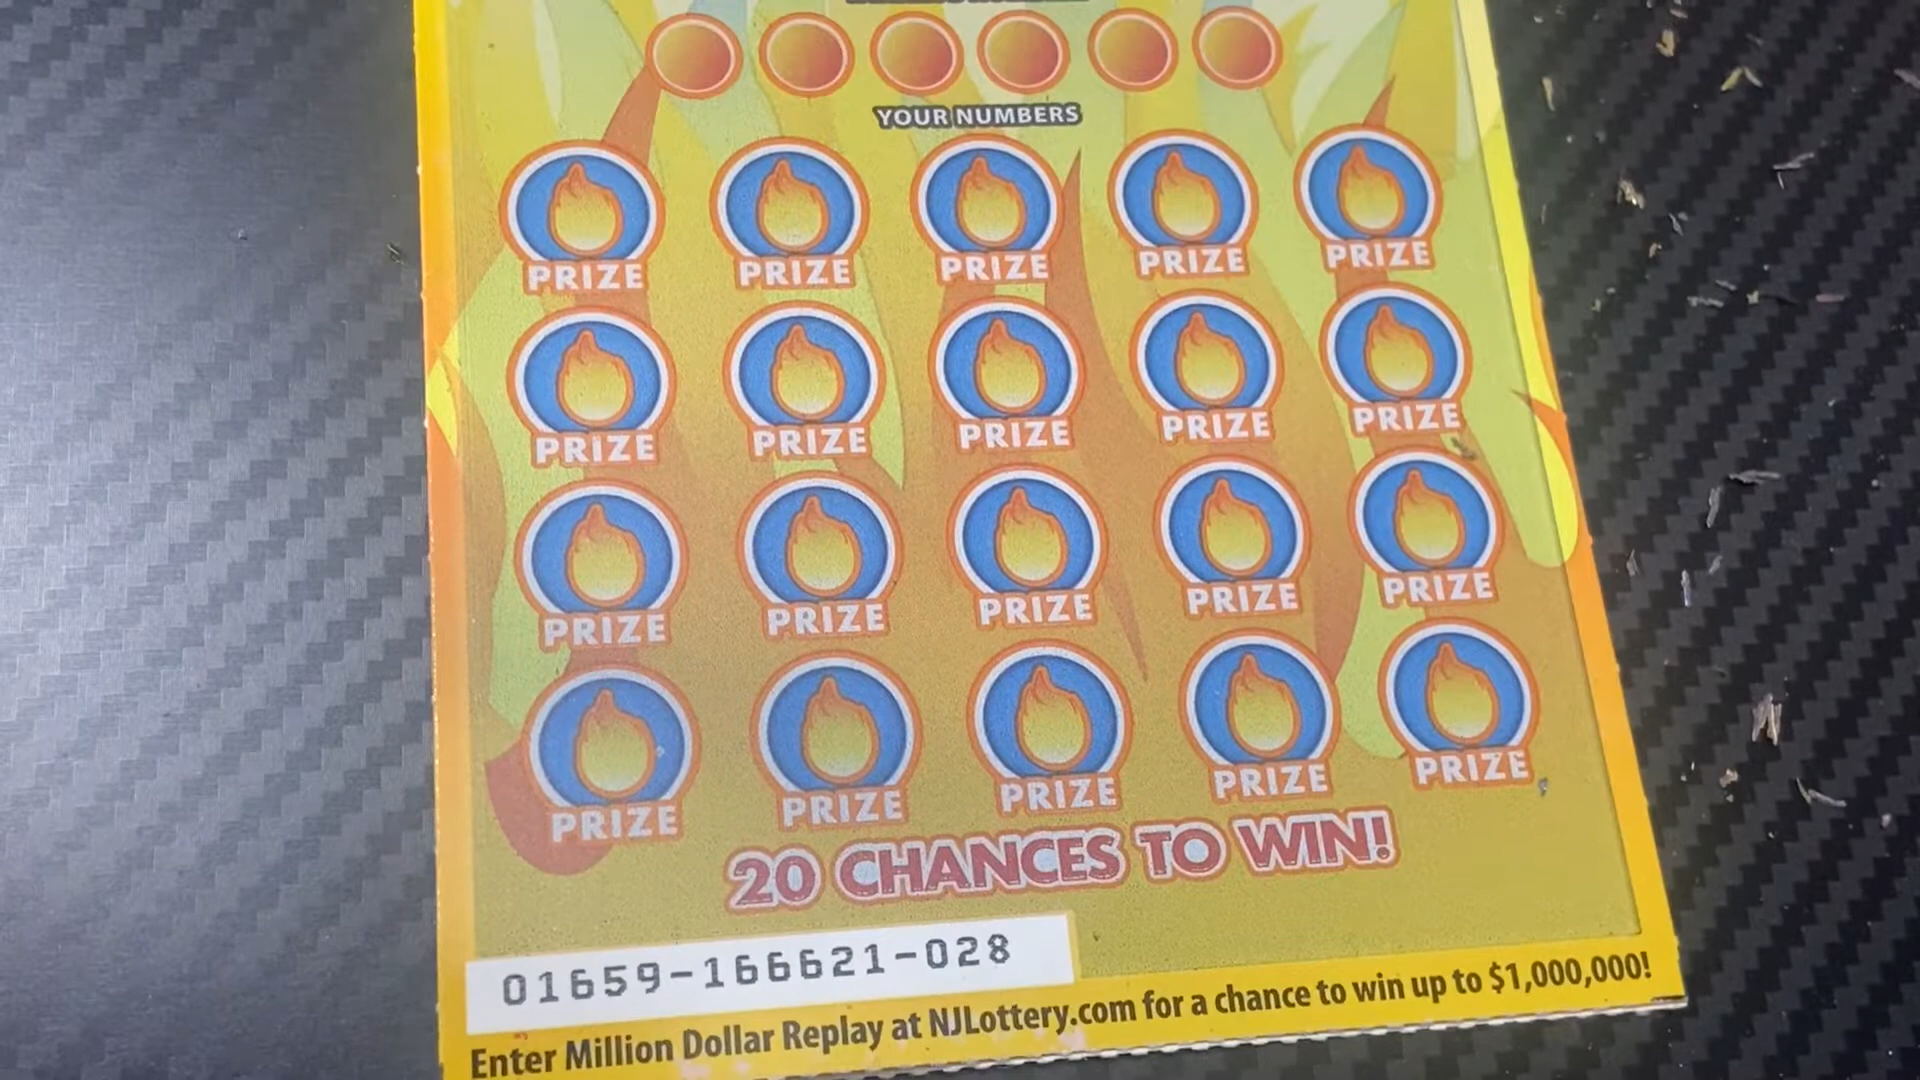 YOUR NUMBERS
PRIZE PRIZE PRIZE PRIZE PRIZE
PRIZE PRIZE PRIZE PRIZE PRIZE
PRIZE PRIZE PRIZE PRIZE PRIZE
PRIZE PRIZE PRIZE PRIZE PRIZE
20 CHANCES TO WIN!
01659-166621-028
Enter Million Dollar Replay at NJLottery.com for a chance to win up to $1,000,000!